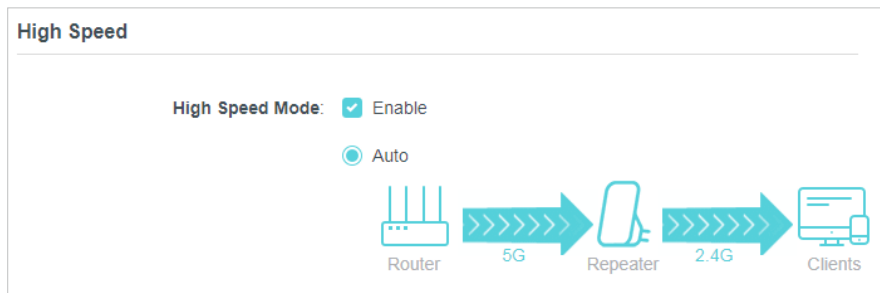 High Speed
High Speed Mode: Enable
Auto
5G 2.4G
Router Repeater Clients